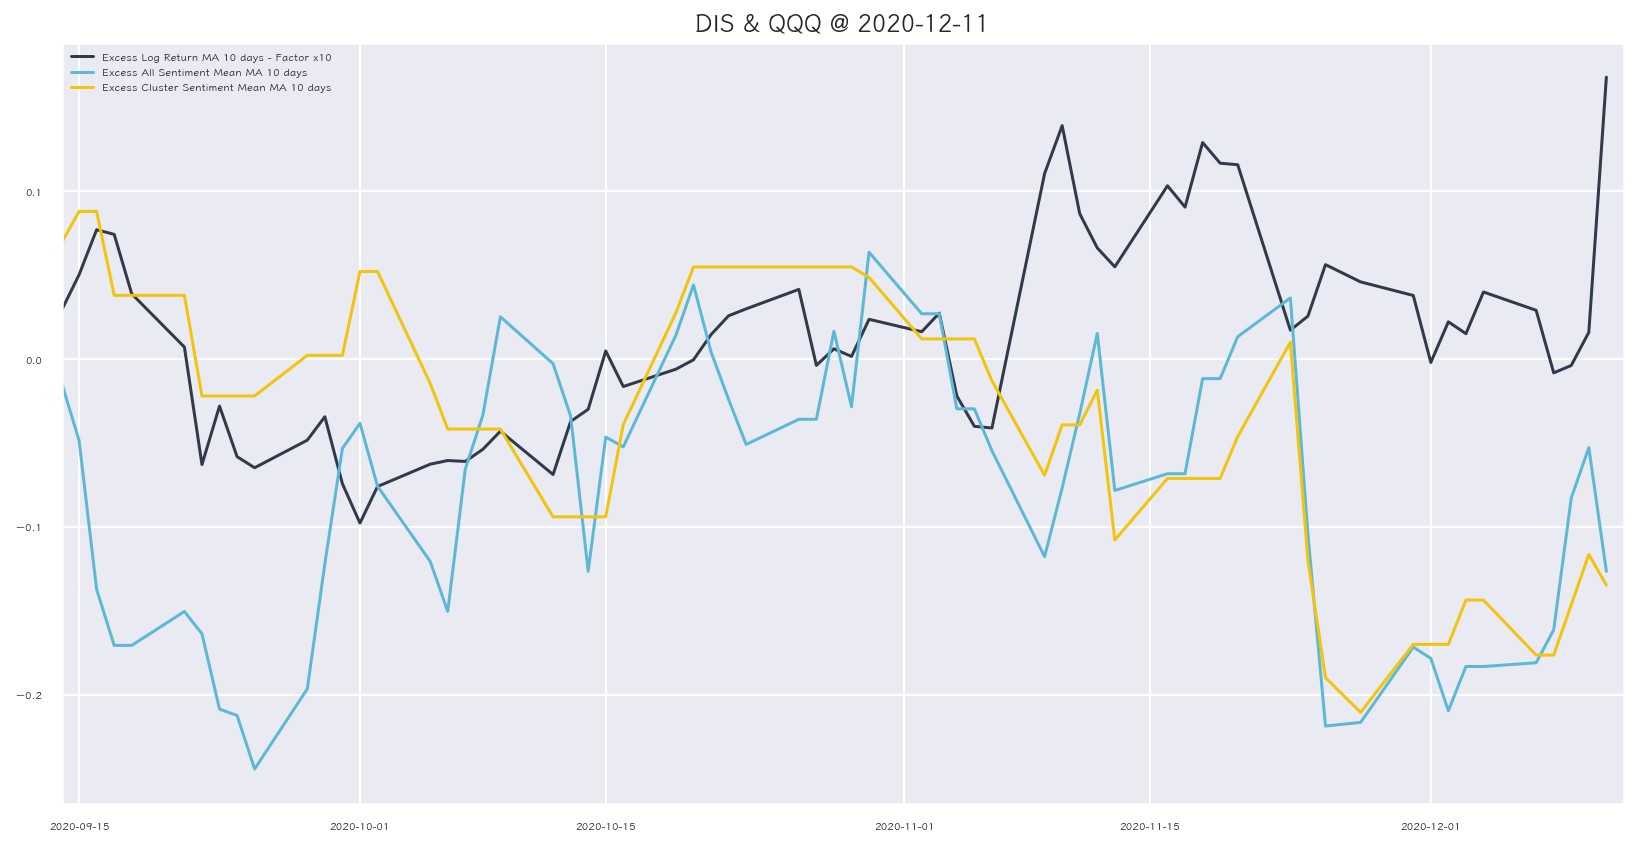 DIS & QQQ @ 2020-12-11
Excess Log Return MA 10 days - Factor x10
Excess All Sentiment Mean MA 10 days
Excess Cluster Sentiment Mean MA 10 days
0.1
0.0
−0.1
−0.2
2020-09-15 2020-10-01 2020-10-15 2020-11-01 2020-11-15 2020-12-01